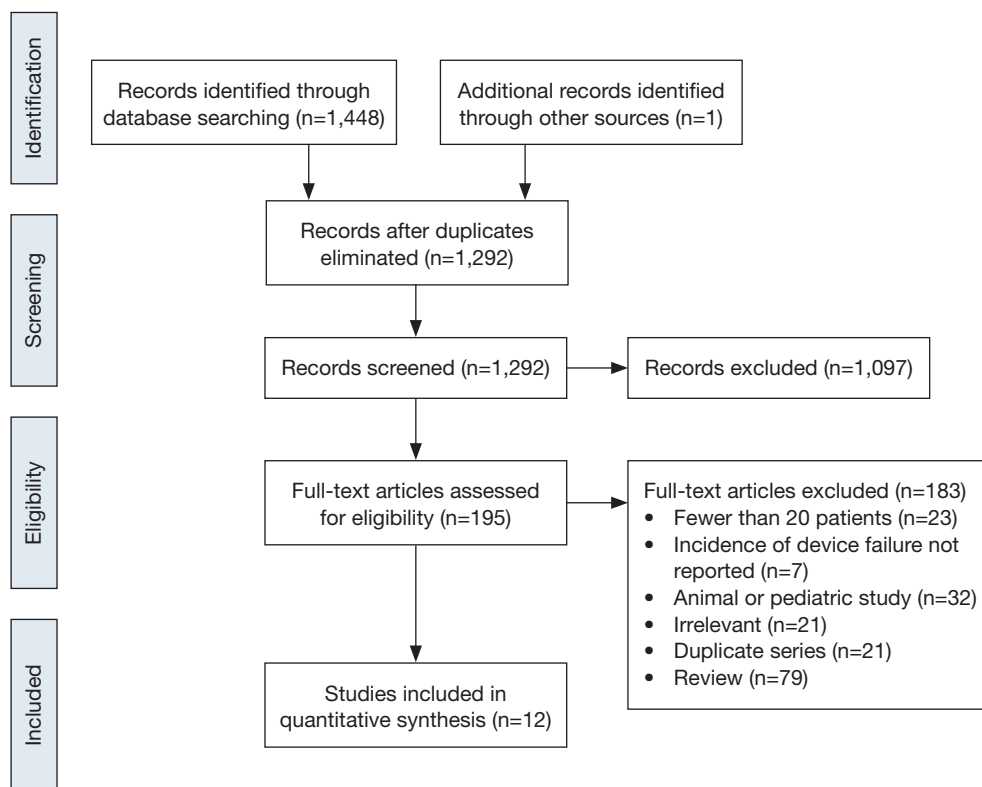 Identification
Records identified through
database searching (n=1,448)
Additional records identified
through other sources (n=1)
Screening
Records after duplicates
eliminated (n=1,292)
Records screened (n=1,292)
Records excluded (n=1,097)
Eligibility
Full-text articles assessed
for eligibility (n=195)
Full-text articles excluded (n=183)
• Fewer than 20 patients (n=23)
• Incidence of device failure not
reported (n=7)
• Animal or pediatric study (n=32)
• Irrelevant (n=21)
• Duplicate series (n=21)
• Review (n=79)
Included
Studies included in
quantitative synthesis (n=12)